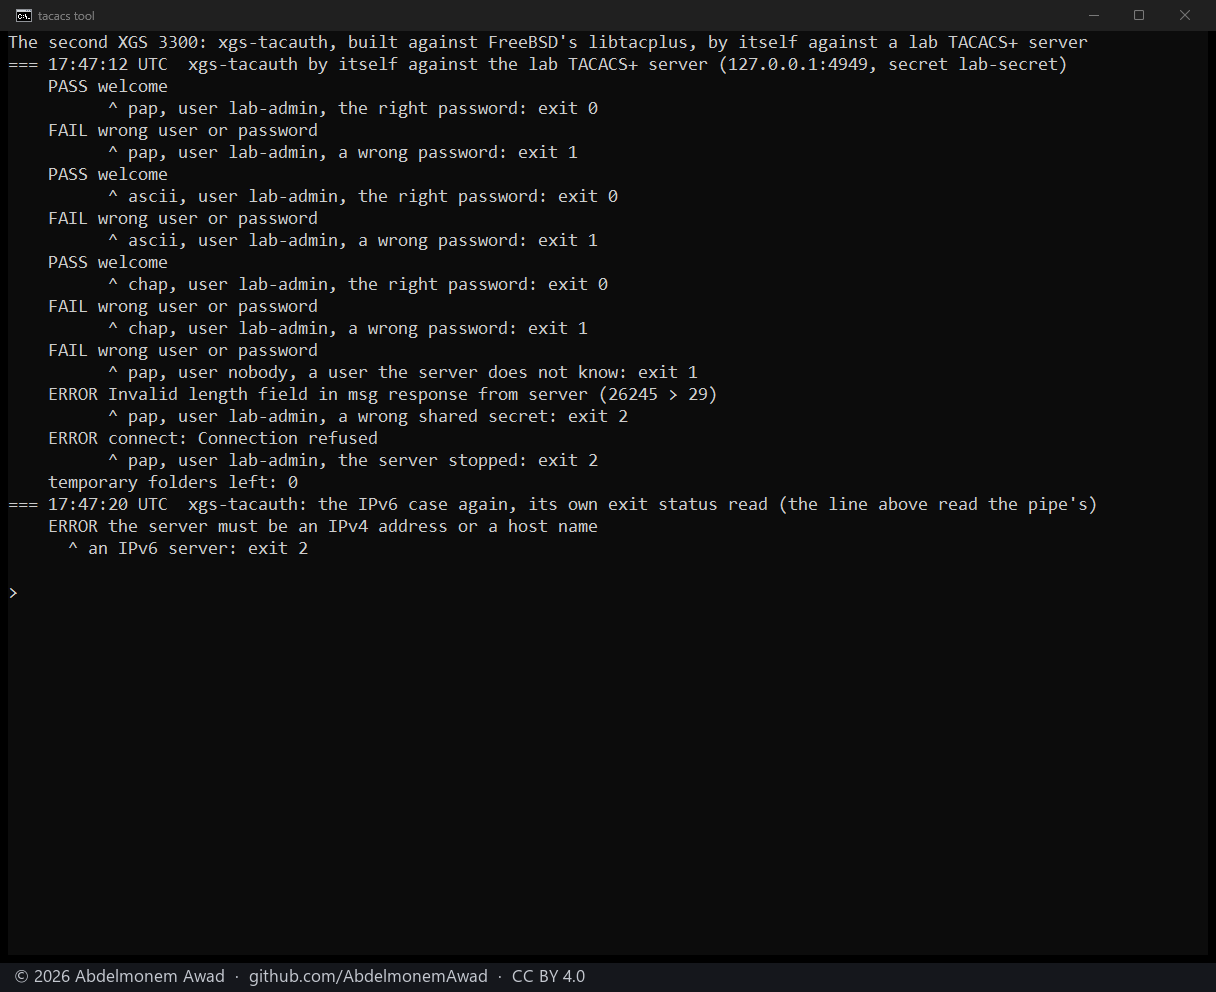 tacacs tool
The second XGS 3300: xgs-tacauth, built against FreeBSD's libtacplus, by itself against a lab TACACS+ server
=== 17:47:12 UTC  xgs-tacauth by itself against the lab TACACS+ server (127.0.0.1:4949, secret lab-secret)
    PASS welcome
          ^ pap, user lab-admin, the right password: exit 0
    FAIL wrong user or password
          ^ pap, user lab-admin, a wrong password: exit 1
    PASS welcome
          ^ ascii, user lab-admin, the right password: exit 0
    FAIL wrong user or password
          ^ ascii, user lab-admin, a wrong password: exit 1
    PASS welcome
          ^ chap, user lab-admin, the right password: exit 0
    FAIL wrong user or password
          ^ chap, user lab-admin, a wrong password: exit 1
    FAIL wrong user or password
          ^ pap, user nobody, a user the server does not know: exit 1
    ERROR Invalid length field in msg response from server (26245 > 29)
          ^ pap, user lab-admin, a wrong shared secret: exit 2
    ERROR connect: Connection refused
          ^ pap, user lab-admin, the server stopped: exit 2
    temporary folders left: 0
=== 17:47:20 UTC  xgs-tacauth: the IPv6 case again, its own exit status read (the line above read the pipe's)
    ERROR the server must be an IPv4 address or a host name
      ^ an IPv6 server: exit 2
>
© 2026 Abdelmonem Awad · github.com/AbdelmonemAwad · CC BY 4.0